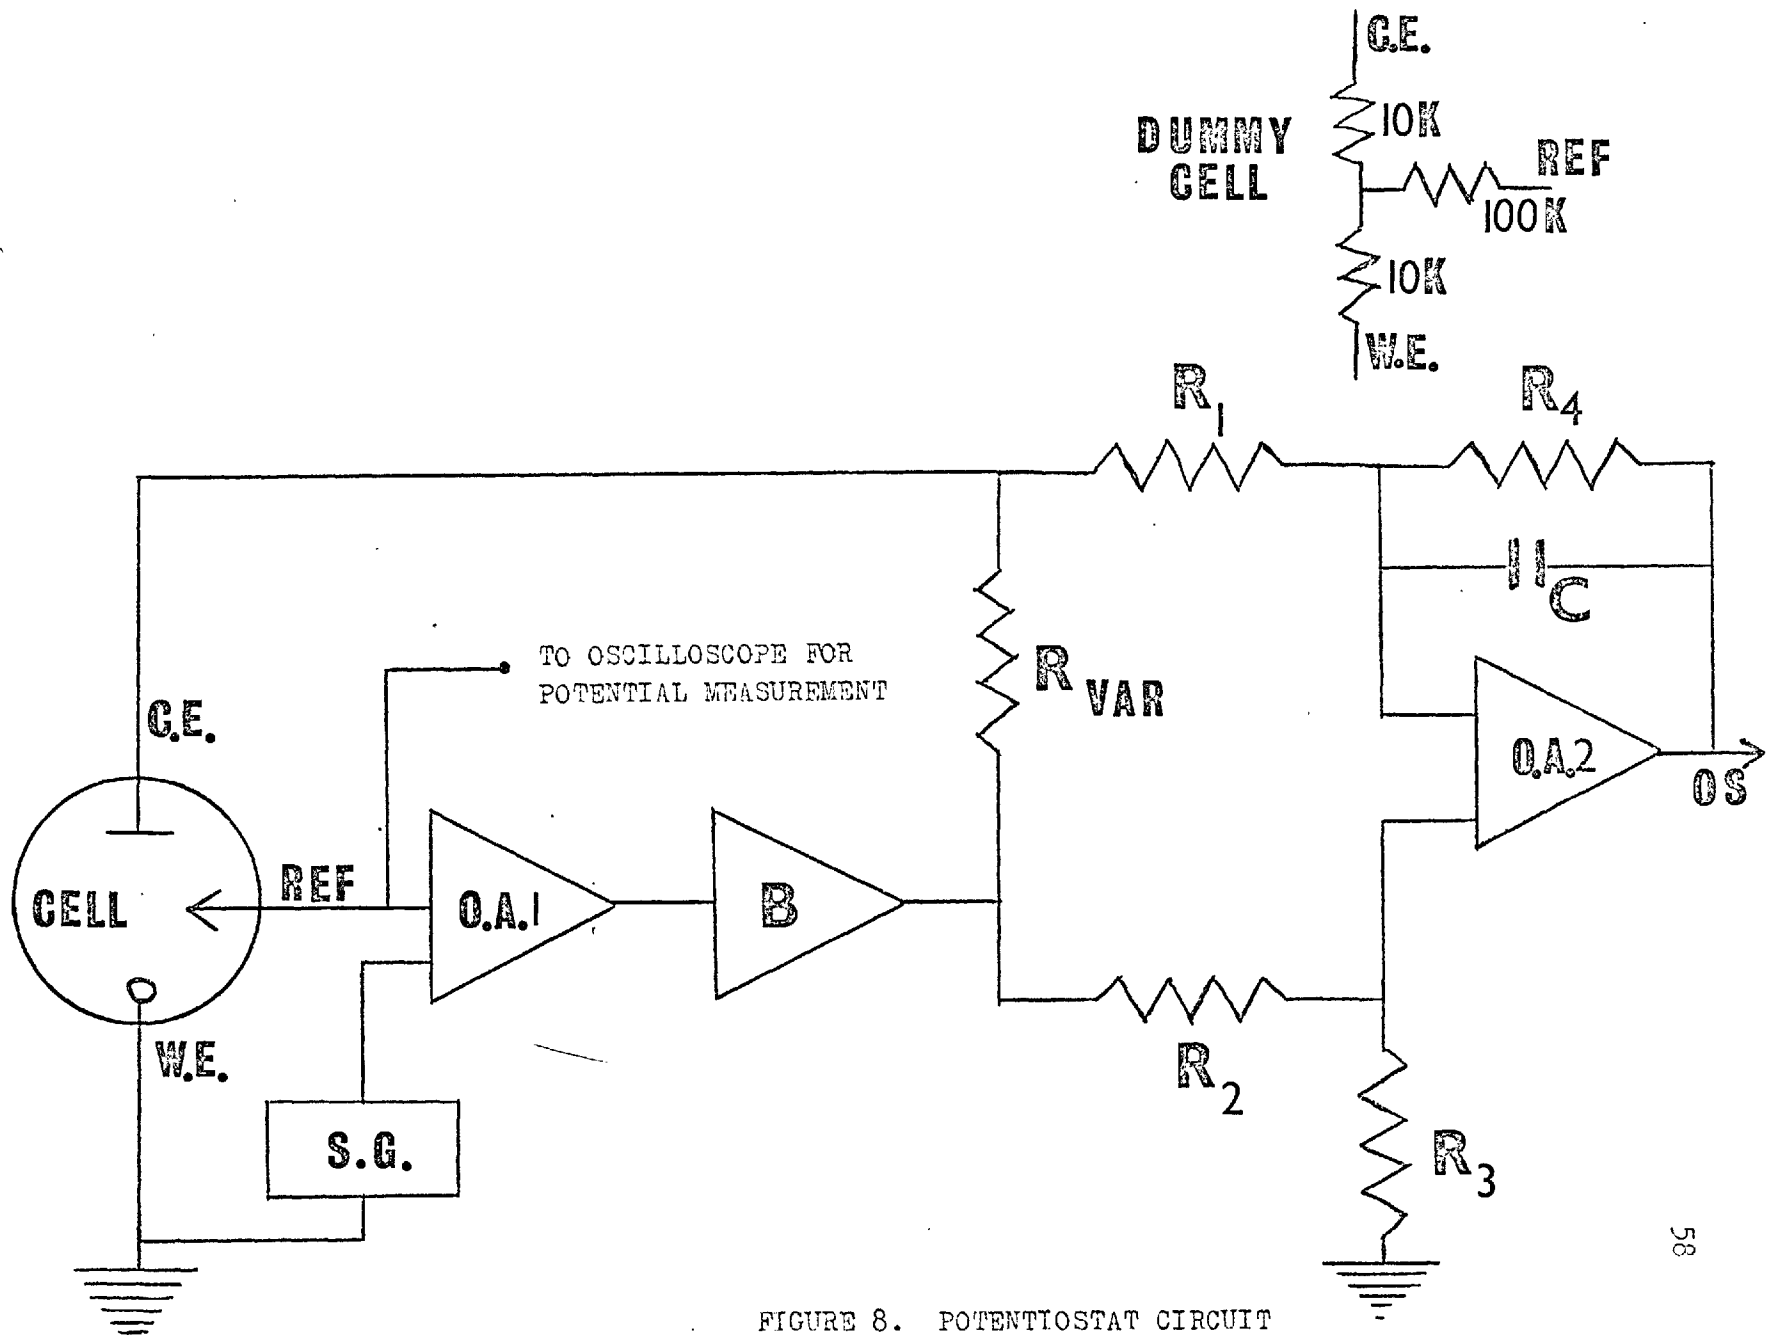 C.E.
10K
DUMMY
CELL
REF
100K
10K
W.E.
R1
R4
C
TO OSCILLOSCOPE FOR
POTENTIAL MEASUREMENT
RVAR
C.E.
O.A.2
OS
CELL
REF
O.A.1
B
W.E.
R2
S.G.
R3
58
FIGURE 8. POTENTIOSTAT CIRCUIT